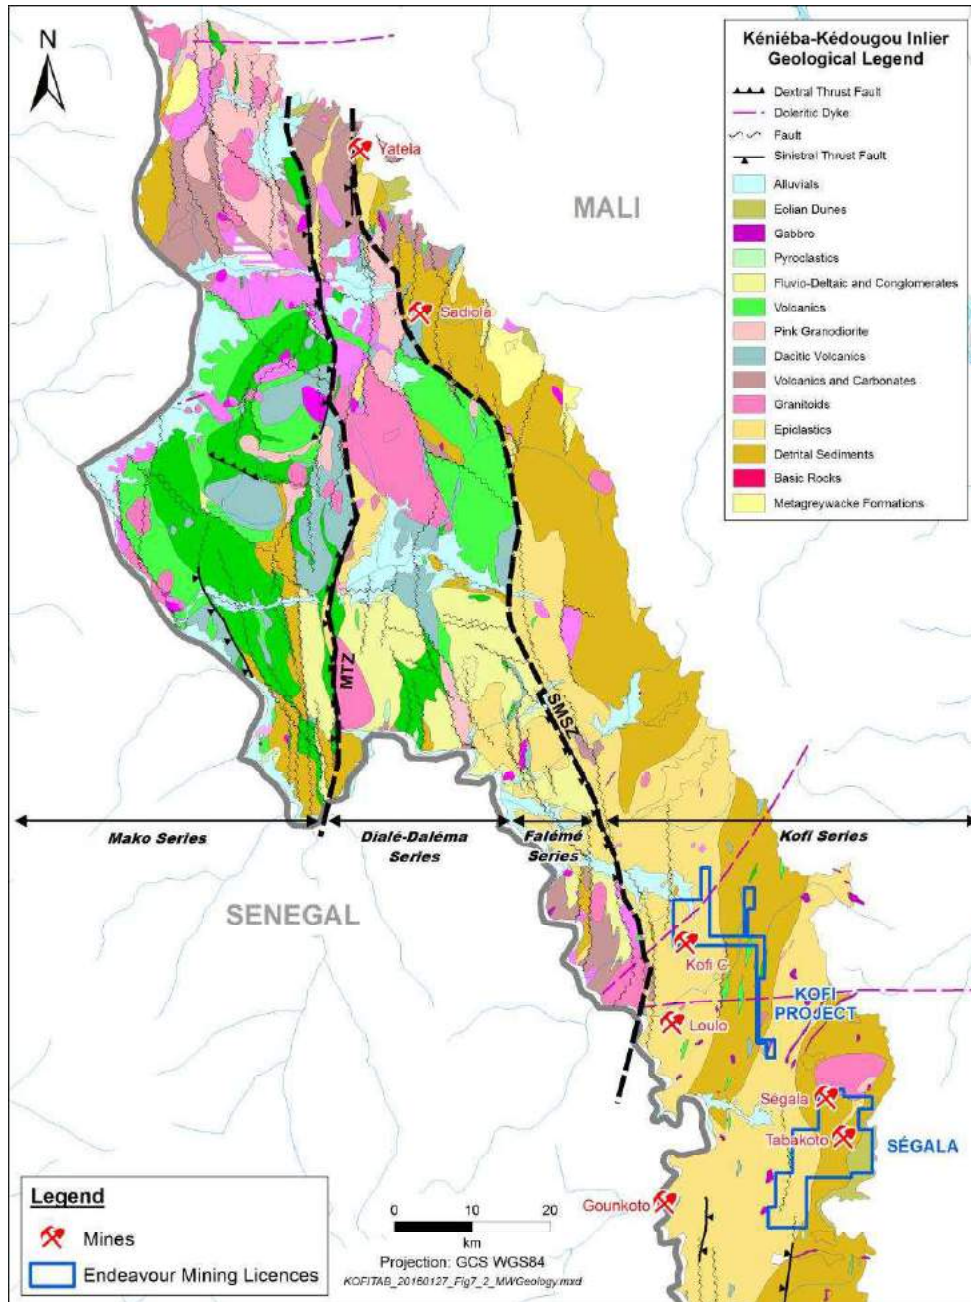 N
Kéniéba-Kédougou Inlier
Geological Legend
Dextral Thrust Fault
Doleritic Dyke
Fault
Sinistral Thrust Fault
Alluvials
Eolian Dunes
Gabbro
Pyroclastics
Fluvio-Deltaic and Conglomerates
Volcanics
Pink Granodiorite
Dacitic Volcanics
Volcanics and Carbonates
Granitoids
Epiclastics
Detrital Sediments
Basic Rocks
Metagreywacke Formations
Yatela
MALI
Sadiola
MTZ
SMSZ
Mako Series
Dialé-Daléma
Series
Falémé
Series
Kofi Series
SENEGAL
Kofi C
KOFI
PROJECT
Loulo
Ségala
Tabakoto
SÉGALA
Gounkoto
Legend
Mines
Endeavour Mining Licences
0 10 20
km
Projection: GCS WGS84
KOFITAB_20160127_Fig7_2_MWGeology.mxd